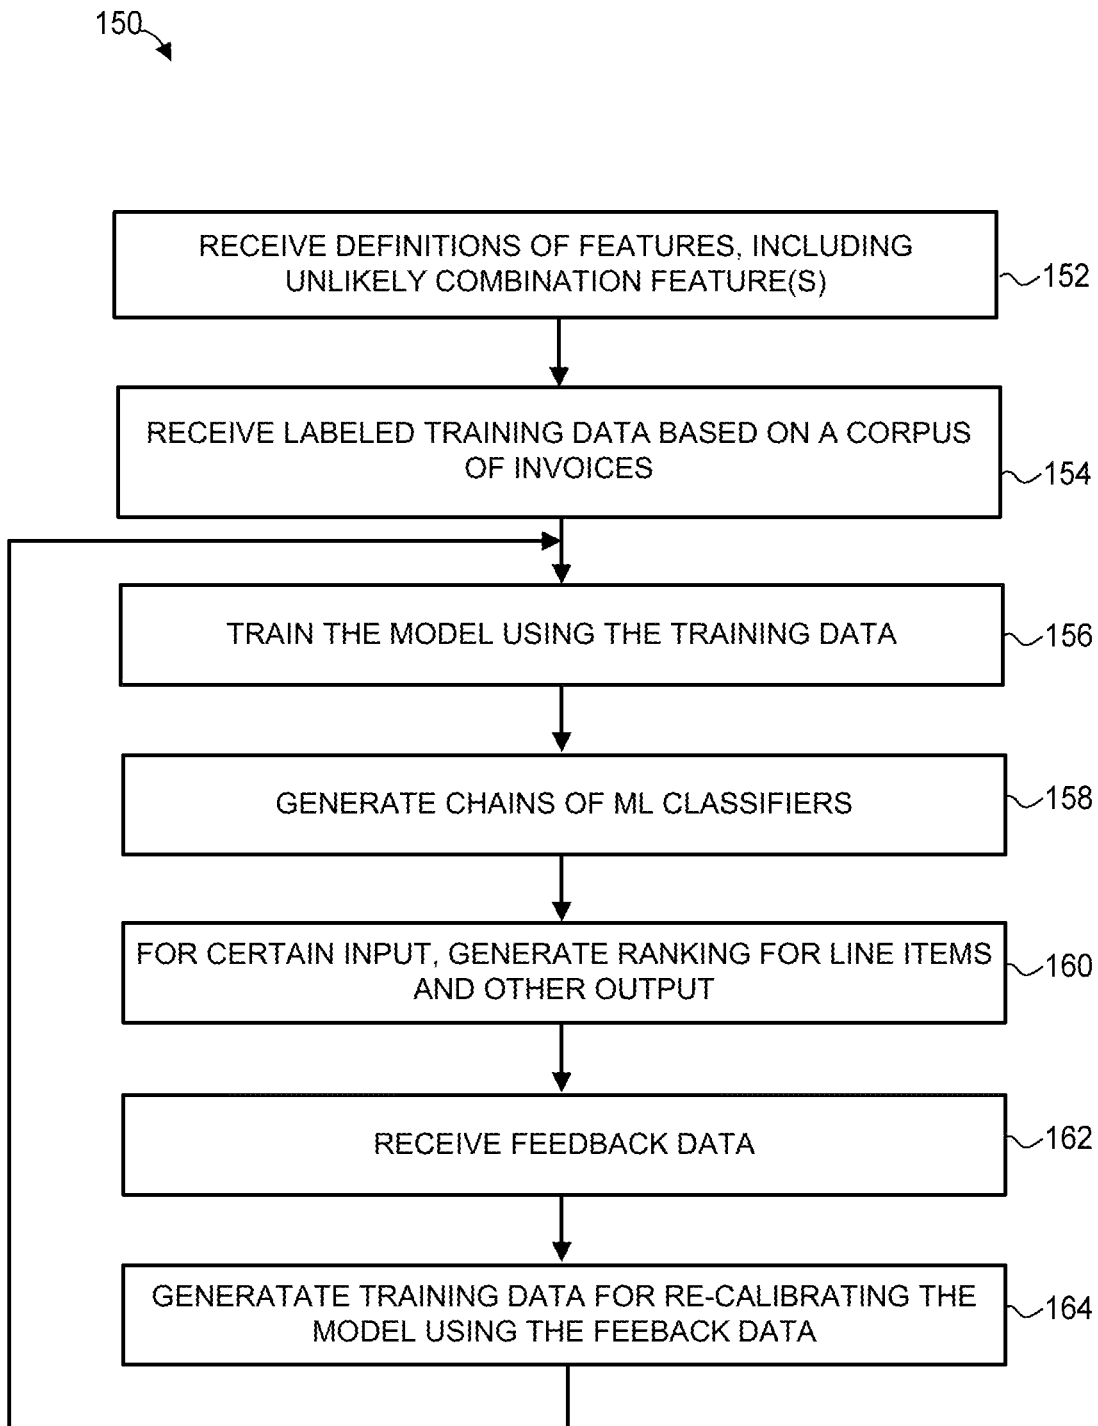 150
RECEIVE DEFINITIONS OF FEATURES, INCLUDING
UNLIKELY COMBINATION FEATURE(S)
152
RECEIVE LABELED TRAINING DATA BASED ON A CORPUS
OF INVOICES
154
TRAIN THE MODEL USING THE TRAINING DATA
156
GENERATE CHAINS OF ML CLASSIFIERS
158
FOR CERTAIN INPUT, GENERATE RANKING FOR LINE ITEMS
AND OTHER OUTPUT
160
RECEIVE FEEDBACK DATA
162
GENERATATE TRAINING DATA FOR RE-CALIBRATING THE
MODEL USING THE FEEBACK DATA
164